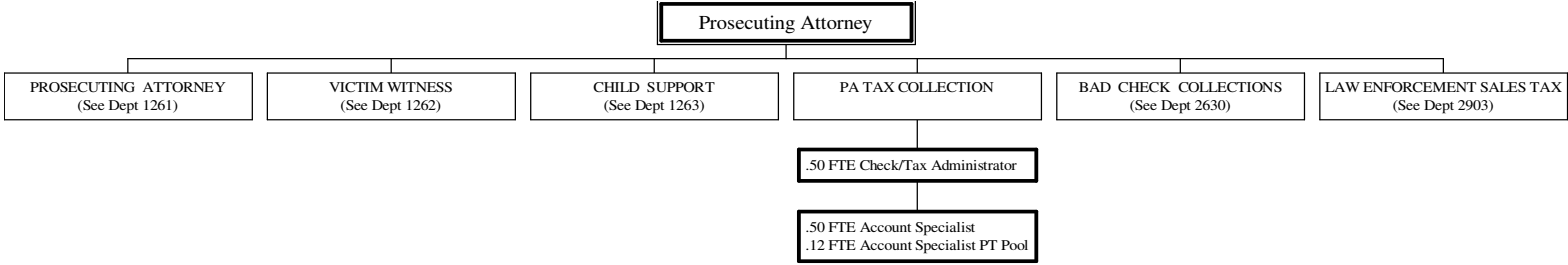 Prosecuting Attorney
PROSECUTING ATTORNEY
(See Dept 1261)
VICTIM WITNESS
(See Dept 1262)
CHILD SUPPORT
(See Dept 1263)
PA TAX COLLECTION
BAD CHECK COLLECTIONS
(See Dept 2630)
LAW ENFORCEMENT SALES TAX
(See Dept 2903)
.50 FTE Check/Tax Administrator
.50 FTE Account Specialist
.12 FTE Account Specialist PT Pool